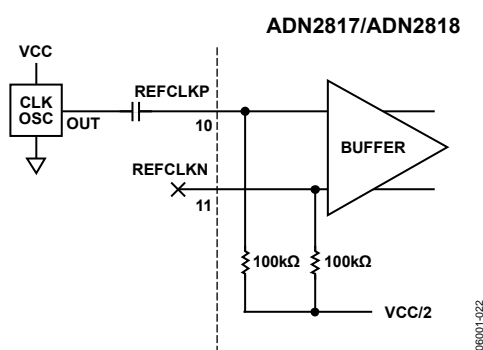 ADN2817/ADN2818
VCC
CLK
OSC
OUT
REFCLKP
10
REFCLKN
11
BUFFER
100kΩ
100kΩ
VCC/2
06001-022